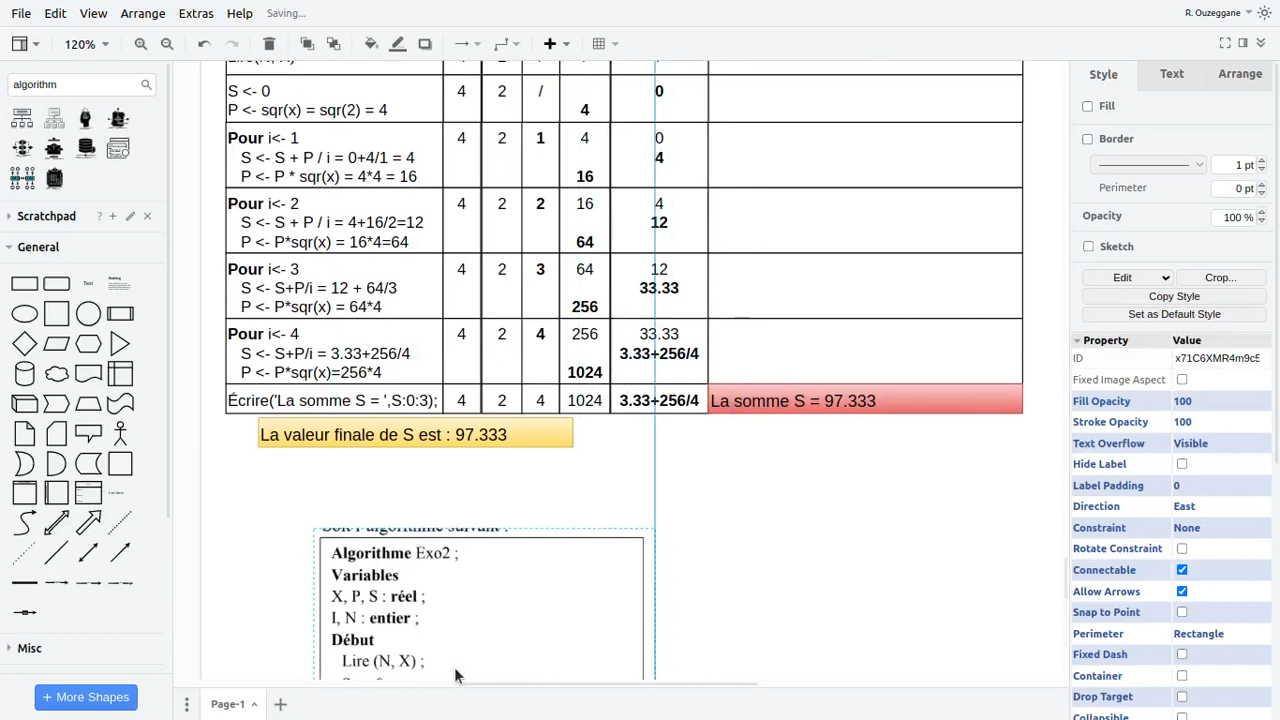 File Edit View Arrange Extras Help Saving... R. Ouzeggane
120%
algorithm
Scratchpad
General
Text
Misc
+ More Shapes
S <- 0 4 2 / 0
P <- sqr(x) = sqr(2) = 4 4
Pour i<- 1 4 2 1 4 0
S <- S + P / i = 0+4/1 = 4 4
P <- P * sqr(x) = 4*4 = 16 16
Pour i<- 2 4 2 2 16 4
S <- S + P / i = 4+16/2=12 12
P <- P*sqr(x) = 16*4=64 64
Pour i<- 3 4 2 3 64 12
S <- S+P/i = 12 + 64/3 33.33
P <- P*sqr(x) = 64*4 256
Pour i<- 4 4 2 4 256 33.33
S <- S+P/i = 3.33+256/4 3.33+256/4
P <- P*sqr(x)=256*4 1024
Écrire('La somme S = ',S:0:3); 4 2 4 1024 3.33+256/4 La somme S = 97.333
La valeur finale de S est : 97.333
Soit l'algorithme suivant :
Algorithme Exo2 ;
Variables
X, P, S : réel ;
I, N : entier ;
Début
Lire (N, X) ;
Page-1
Style Text Arrange
Fill
Border
1 pt
Perimeter 0 pt
Opacity 100 %
Sketch
Edit Crop...
Copy Style
Set as Default Style
Property Value
ID x71C6XMR4m9c5
Fixed Image Aspect
Fill Opacity 100
Stroke Opacity 100
Text Overflow Visible
Hide Label
Label Padding 0
Direction East
Constraint None
Rotate Constraint
Connectable
Allow Arrows
Snap to Point
Perimeter Rectangle
Fixed Dash
Container
Drop Target
Collapsible